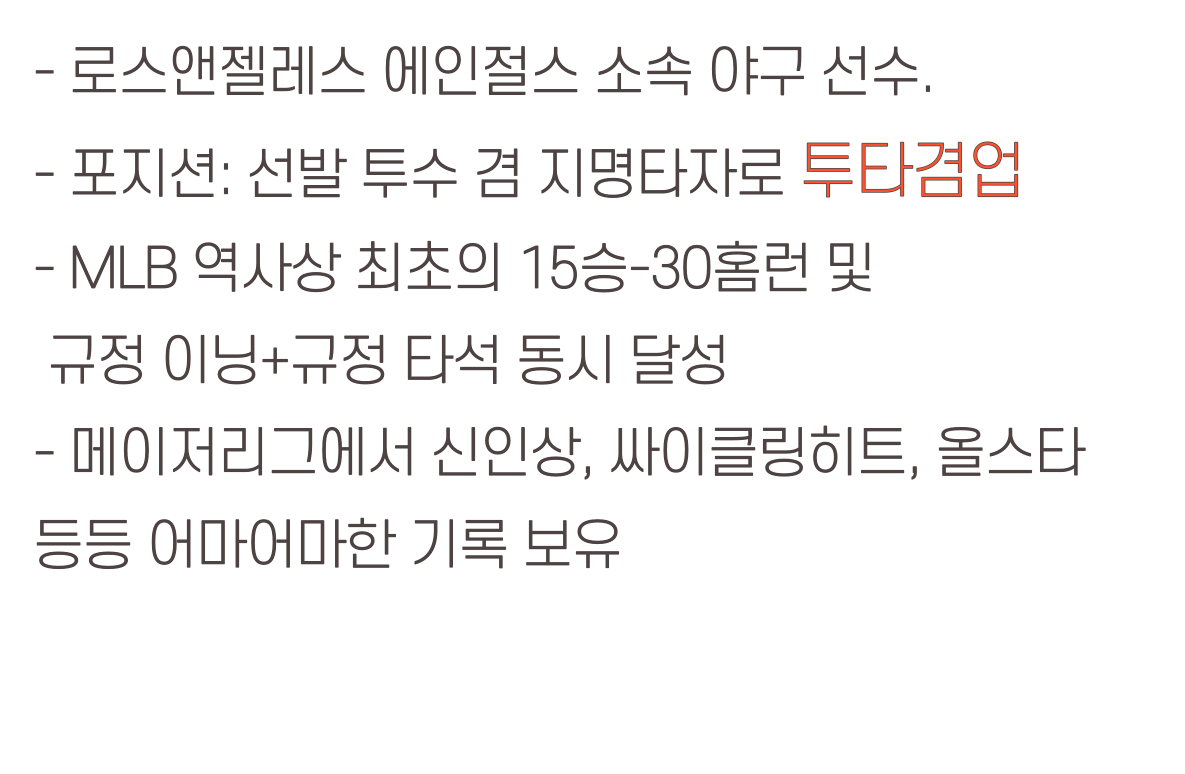 - 로스앤젤레스 에인절스 소속 야구 선수.
- 포지션: 선발 투수 겸 지명타자로 투타겸업
- MLB 역사상 최초의 15승-30홈런 및
규정 이닝+규정 타석 동시 달성
- 메이저리그에서 신인상, 싸이클링히트, 올스타
등등 어마어마한 기록 보유